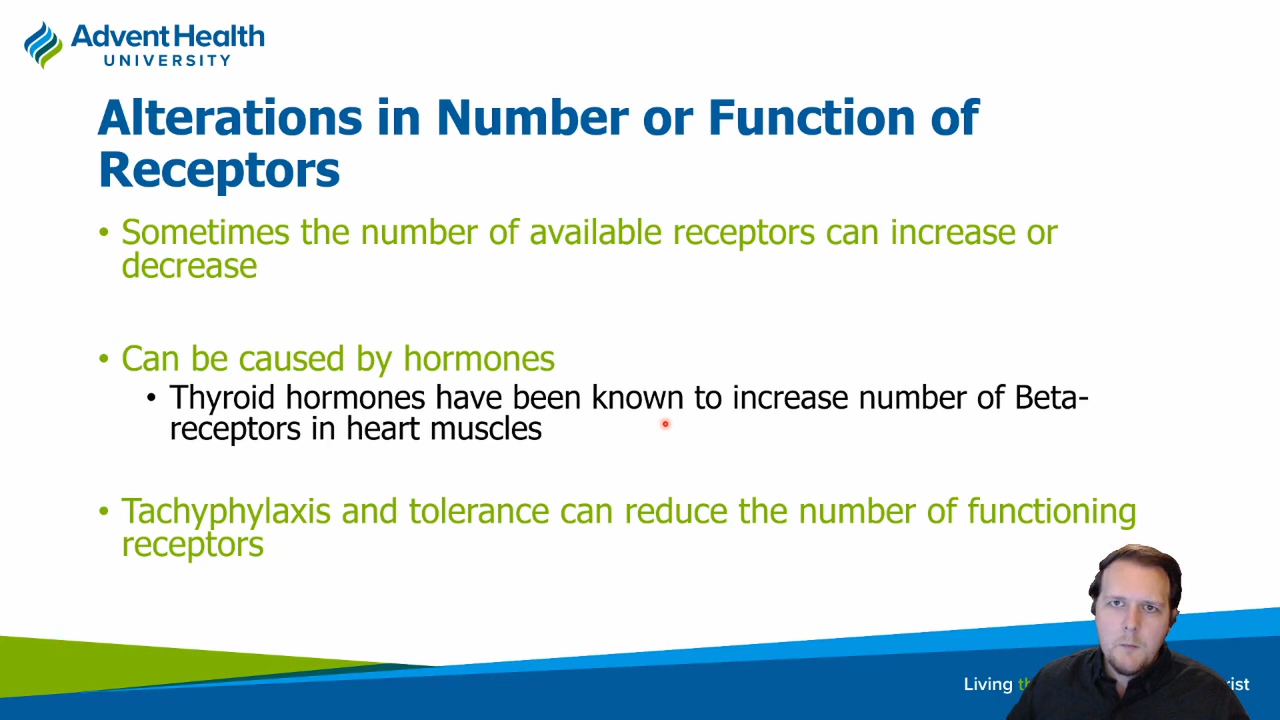 AdventHealth
UNIVERSITY
Alterations in Number or Function of
Receptors
• Sometimes the number of available receptors can increase or
decrease
• Can be caused by hormones
• Thyroid hormones have been known to increase number of Beta-
receptors in heart muscles
• Tachyphylaxis and tolerance can reduce the number of functioning
receptors
Living